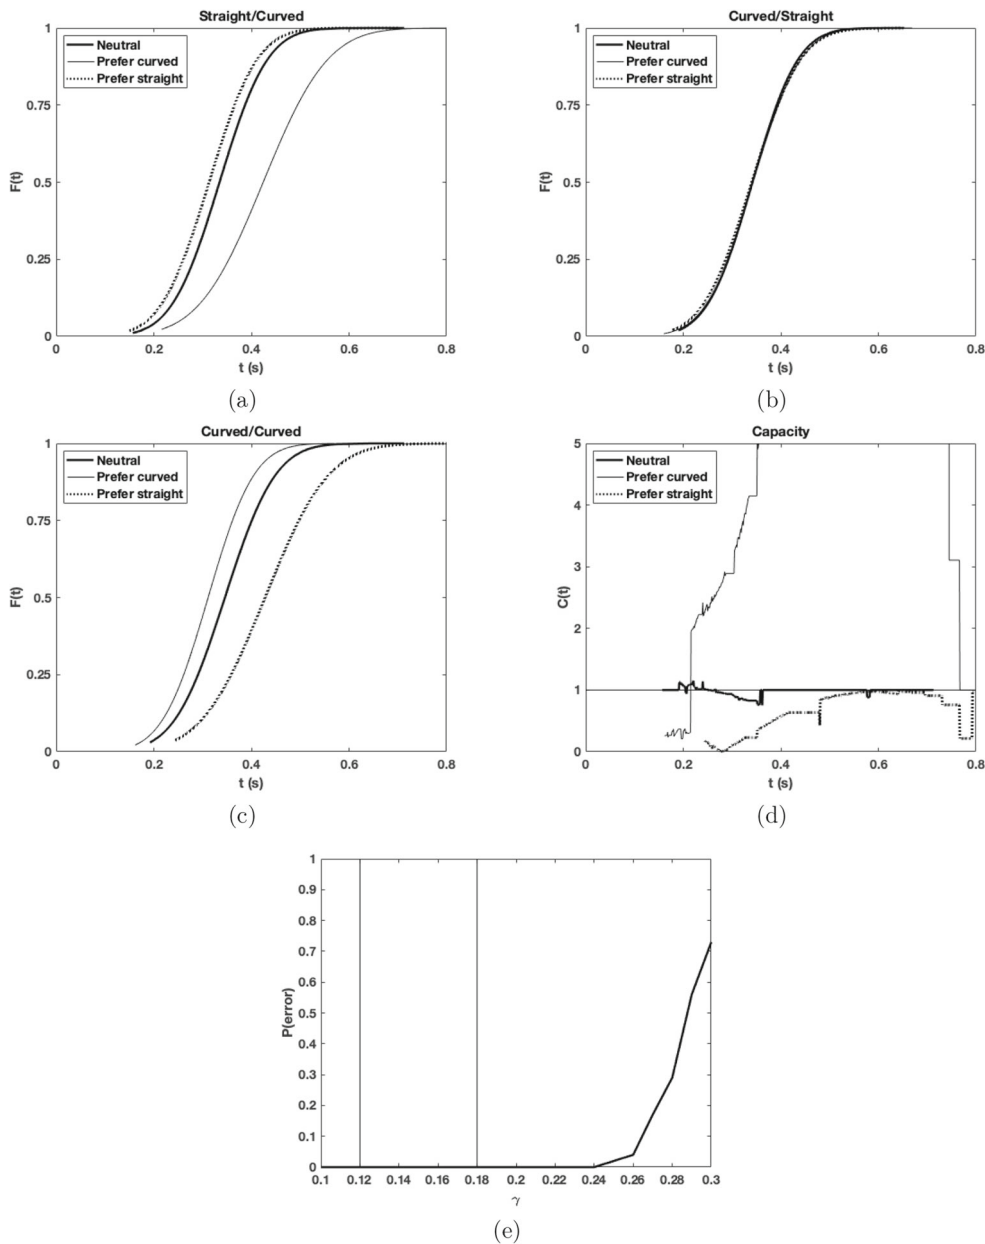 Straight/Curved
1
0.75
0.5
0.25
0
F(t)
Neutral
Prefer curved
Prefer straight
0 0.2 0.4 0.6 0.8
t (s)
(a)
Curved/Straight
1
0.75
0.5
0.25
0
F(t)
Neutral
Prefer curved
Prefer straight
0 0.2 0.4 0.6 0.8
t (s)
(b)
Curved/Curved
1
0.75
0.5
0.25
0
F(t)
Neutral
Prefer curved
Prefer straight
0 0.2 0.4 0.6 0.8
t (s)
(c)
Capacity
5
4
3
2
1
0
C(t)
Neutral
Prefer curved
Prefer straight
0 0.2 0.4 0.6 0.8
t (s)
(d)
1
0.9
0.8
0.7
0.6
0.5
0.4
0.3
0.2
0.1
0
P(error)
0.1 0.12 0.14 0.16 0.18 0.2 0.22 0.24 0.26 0.28 0.3
γ
(e)